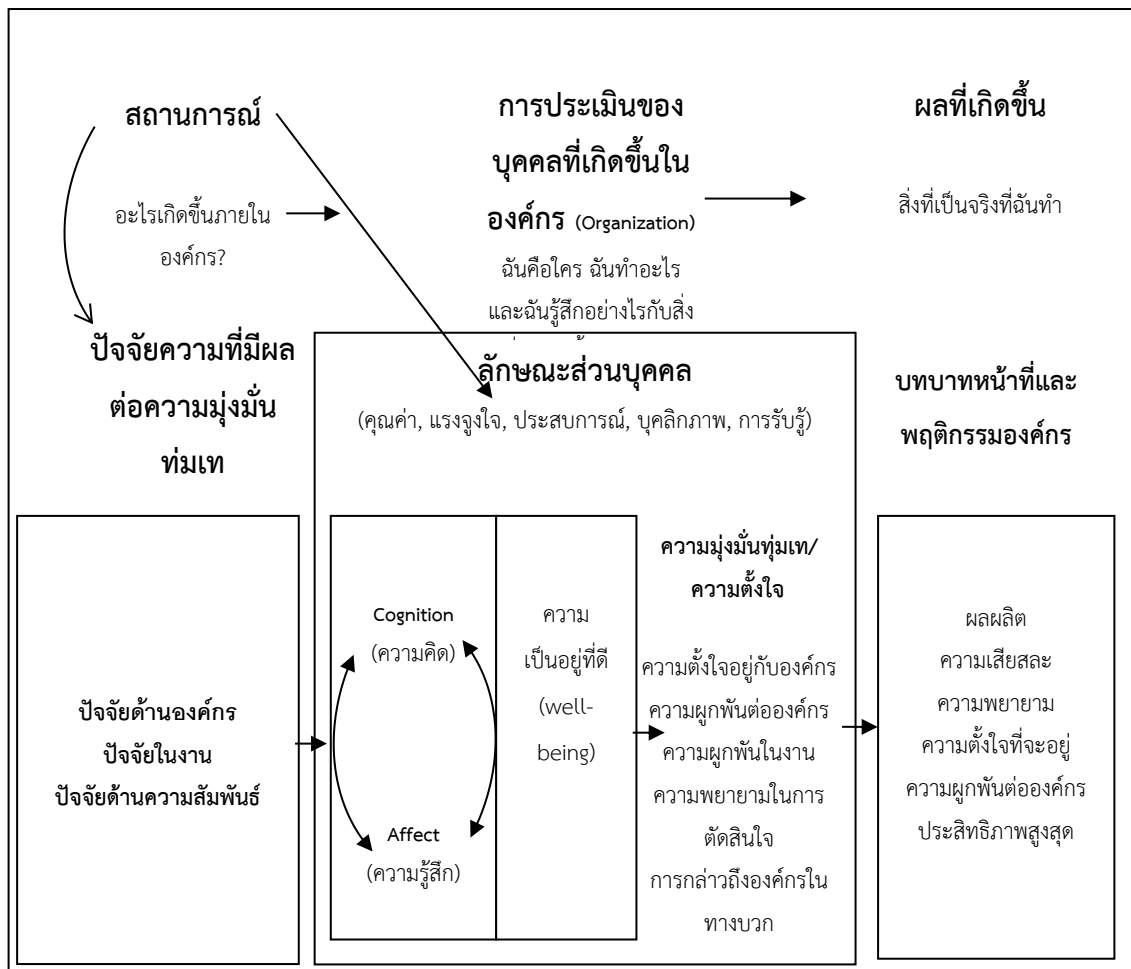 สถานการณ์
อะไรเกิดขึ้นภายใน
องค์กร?
การประเมินของ
บุคคลที่เกิดขึ้นใน
องค์กร (Organization)
ฉันคือใคร ฉันทำอะไร
และฉันรู้สึกอย่างไรกับสิ่ง
ผลที่เกิดขึ้น
สิ่งที่เป็นจริงที่ฉันทำ
ปัจจัยความที่มีผล
ต่อความมุ่งมั่น
ท่มเท
ลักษณะส่วนบุคคล
(คุณค่า, แรงจูงใจ, ประสบการณ์, บุคลิกภาพ, การรับรู้)
บทบาทหน้าที่และ
พฤติกรรมองค์กร
ปัจจัยด้านองค์กร
ปัจจัยในงาน
ปัจจัยด้านความสัมพันธ์
Cognition
(ความคิด)
Affect
(ความรู้สึก)
ความ
เป็นอยู่ที่ดี
(well-
being)
ความมุ่งมั่นทุ่มเท/
ความตั้งใจ
ความตั้งใจอยู่กับองค์กร
ความผูกพันต่อองค์กร
ความผูกพันในงาน
ความพยายามในการ
ตัดสินใจ
การกล่าวถึงองค์กรใน
ทางบวก
ผลผลิต
ความเสียสละ
ความพยายาม
ความตั้งใจที่จะอยู่
ความผูกพันต่อองค์กร
ประสิทธิภาพสูงสุด